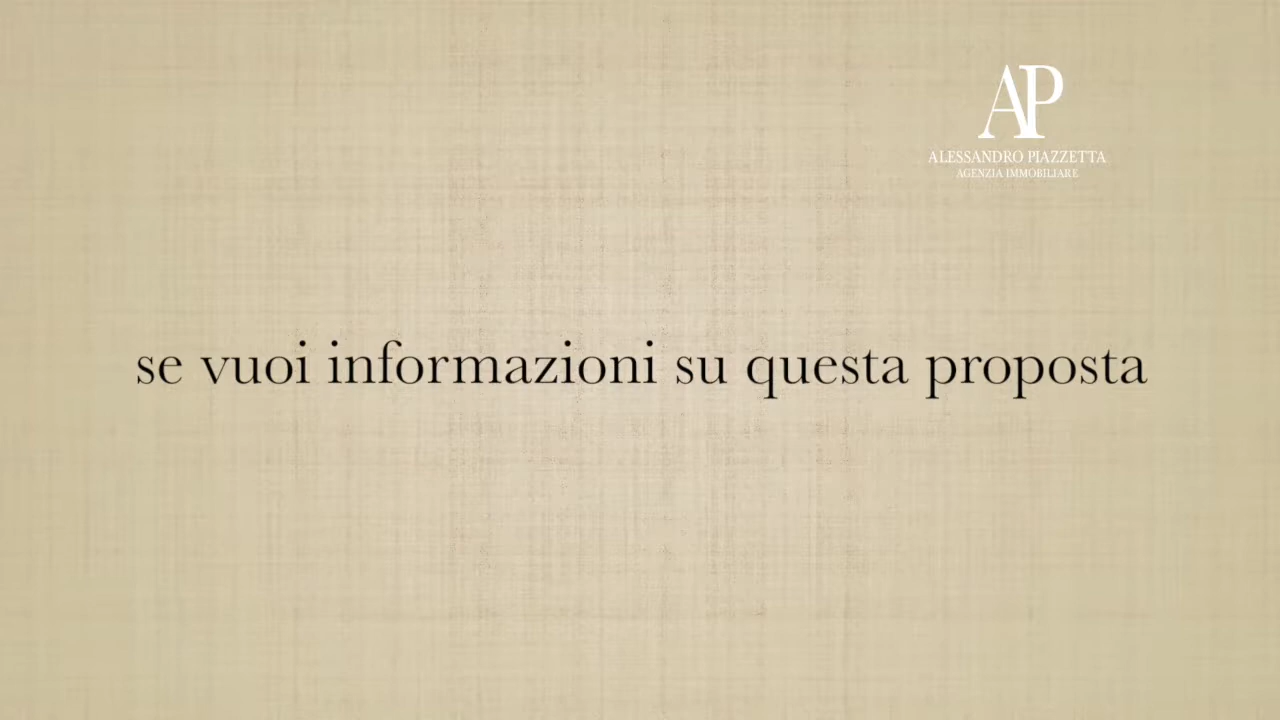 AP
ALESSANDRO PIAZZETTA
AGENZIA IMMOBILIARE
se vuoi informazioni su questa proposta